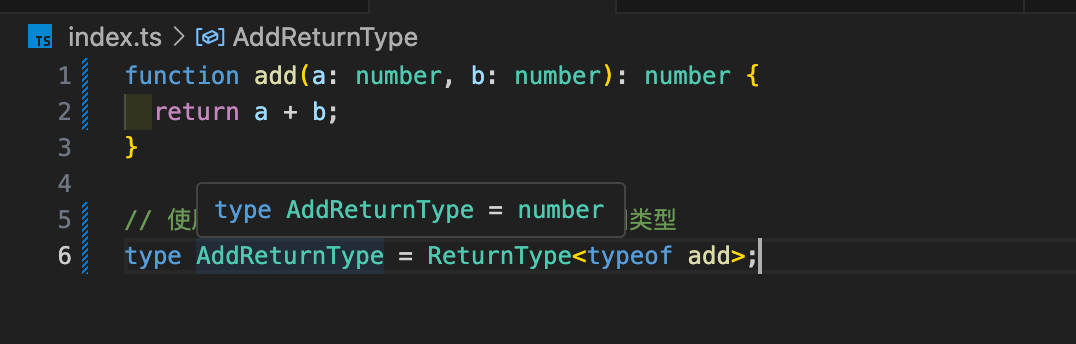 TS index.ts > AddReturnType
1 function add(a: number, b: number): number {
2 return a + b;
3 }
4
type AddReturnType = number
5 // 使 类型
6 type AddReturnType = ReturnType<typeof add>;